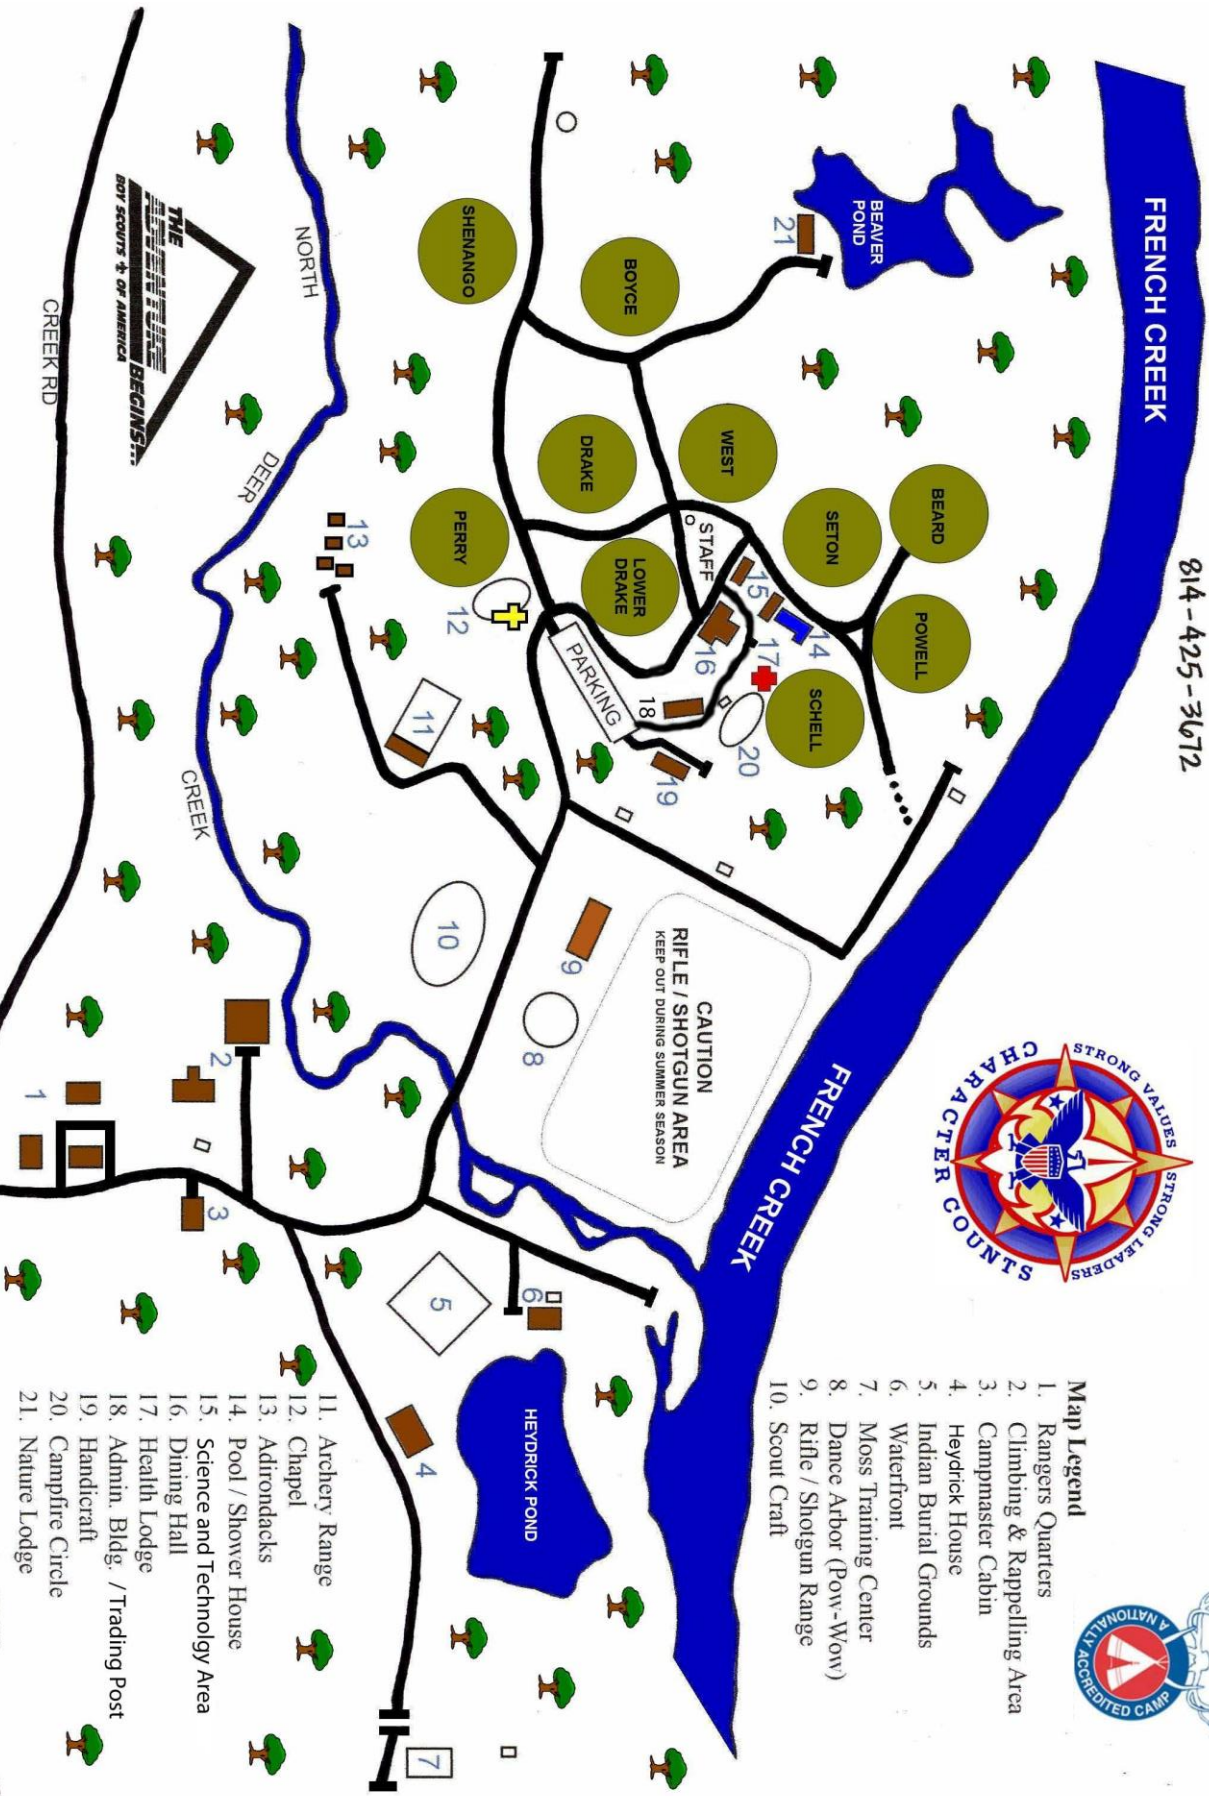 814-425-3672
FRENCH CREEK
FRENCH CREEK
BEAVER
POND
21
BOYCE
SHENANGO
NORTH
DEER
CREEK
CREEK RD
THE
ADVENTURE
BEGINS...
BOY SCOUTS OF AMERICA
WEST
DRAKE
PERRY
BEARD
SETON
POWELL
SCHELL
LOWER
DRAKE
STAFF
PARKING
12
13
14
15
16
17
18
19
20
11
10
9
8
CAUTION
RIFLE / SHOTGUN AREA
KEEP OUT DURING SUMMER SEASON
STRONG VALUES
STRONG LEADERS
CHARACTER COUNTS
1
2
3
4
5
6
7
HEYDRICK POND
Map Legend
1. Rangers Quarters
2. Climbing & Rappelling Area
3. Campmaster Cabin
4. Heydrick House
5. Indian Burial Grounds
6. Waterfront
7. Moss Training Center
8. Dance Arbor (Pow-Wow)
9. Rifle / Shotgun Range
10. Scout Craft
11. Archery Range
12. Chapel
13. Adirondacks
14. Pool / Shower House
15. Science and Technolgy Area
16. Dining Hall
17. Health Lodge
18. Admin. Bldg. / Trading Post
19. Handicraft
20. Campfire Circle
21. Nature Lodge
A NATIONALLY ACCREDITED CAMP